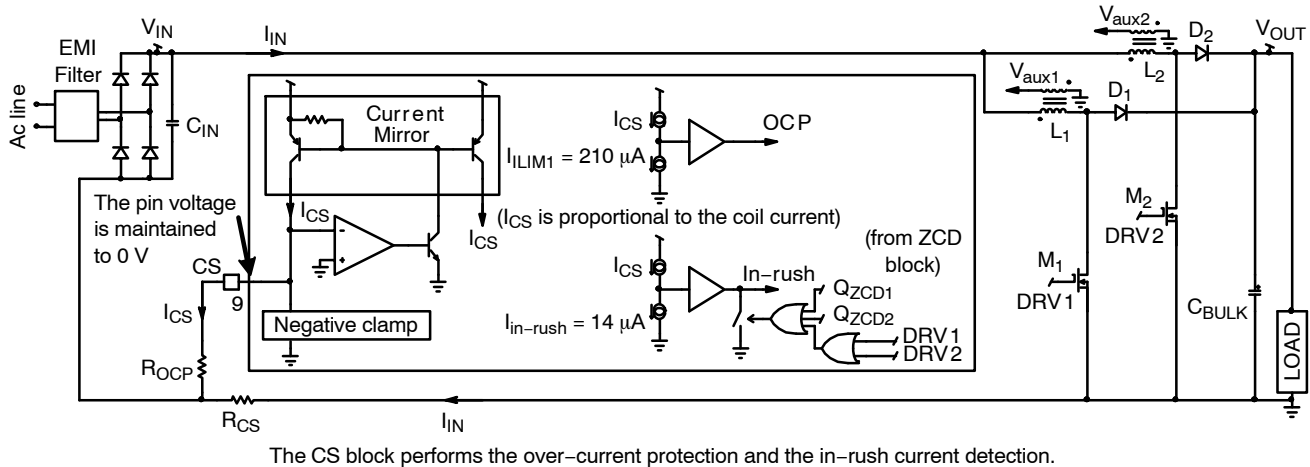 EMI
Filter
Ac line
V_IN
I_IN
C_IN
The pin voltage
is maintained
to 0 V
CS
9
I_CS
R_OCP
R_CS
I_IN
Current
Mirror
I_CS
I_CS
Negative clamp
I_CS
OCP
I_ILIM1 = 210 µA
(I_CS is proportional to the coil current)
I_CS
In−rush
I_in−rush = 14 µA
(from ZCD
block)
Q_ZCD1
Q_ZCD2
DRV1
DRV2
V_aux2
V_aux1
L_2
L_1
D_2
D_1
V_OUT
M_2
DRV2
M_1
DRV1
C_BULK
LOAD
The CS block performs the over−current protection and the in−rush current detection.